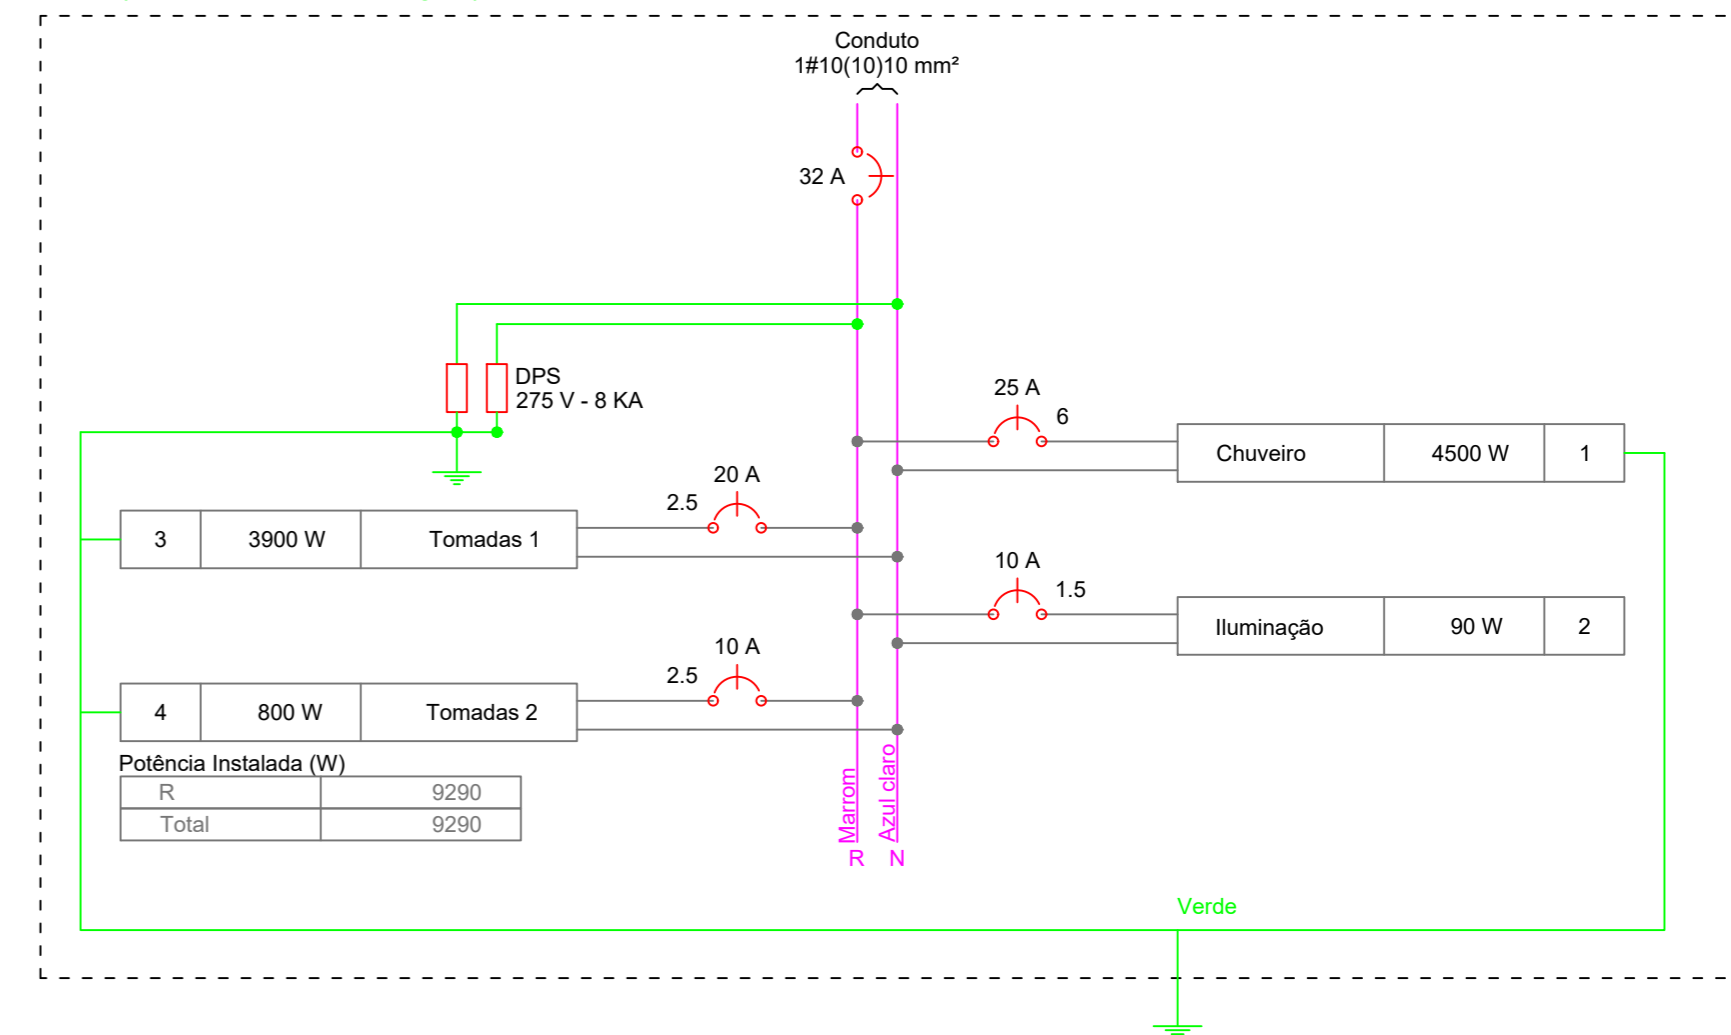 Conduto
1#10(10)10 mm²
32 A
DPS
275 V - 8 KA
25 A
6
Chuveiro 4500 W 1
20 A
2.5
3 3900 W Tomadas 1
10 A
1.5
Iluminação 90 W 2
10 A
2.5
4 800 W Tomadas 2
Potência Instalada (W)
R 9290
Total 9290
Marrom
Azul claro
R N
Verde